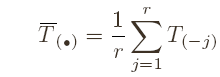 $\overline{T}_{(\bullet)} = \frac{1}{r} \sum_{j=1}^{r} T_{(-j)}$